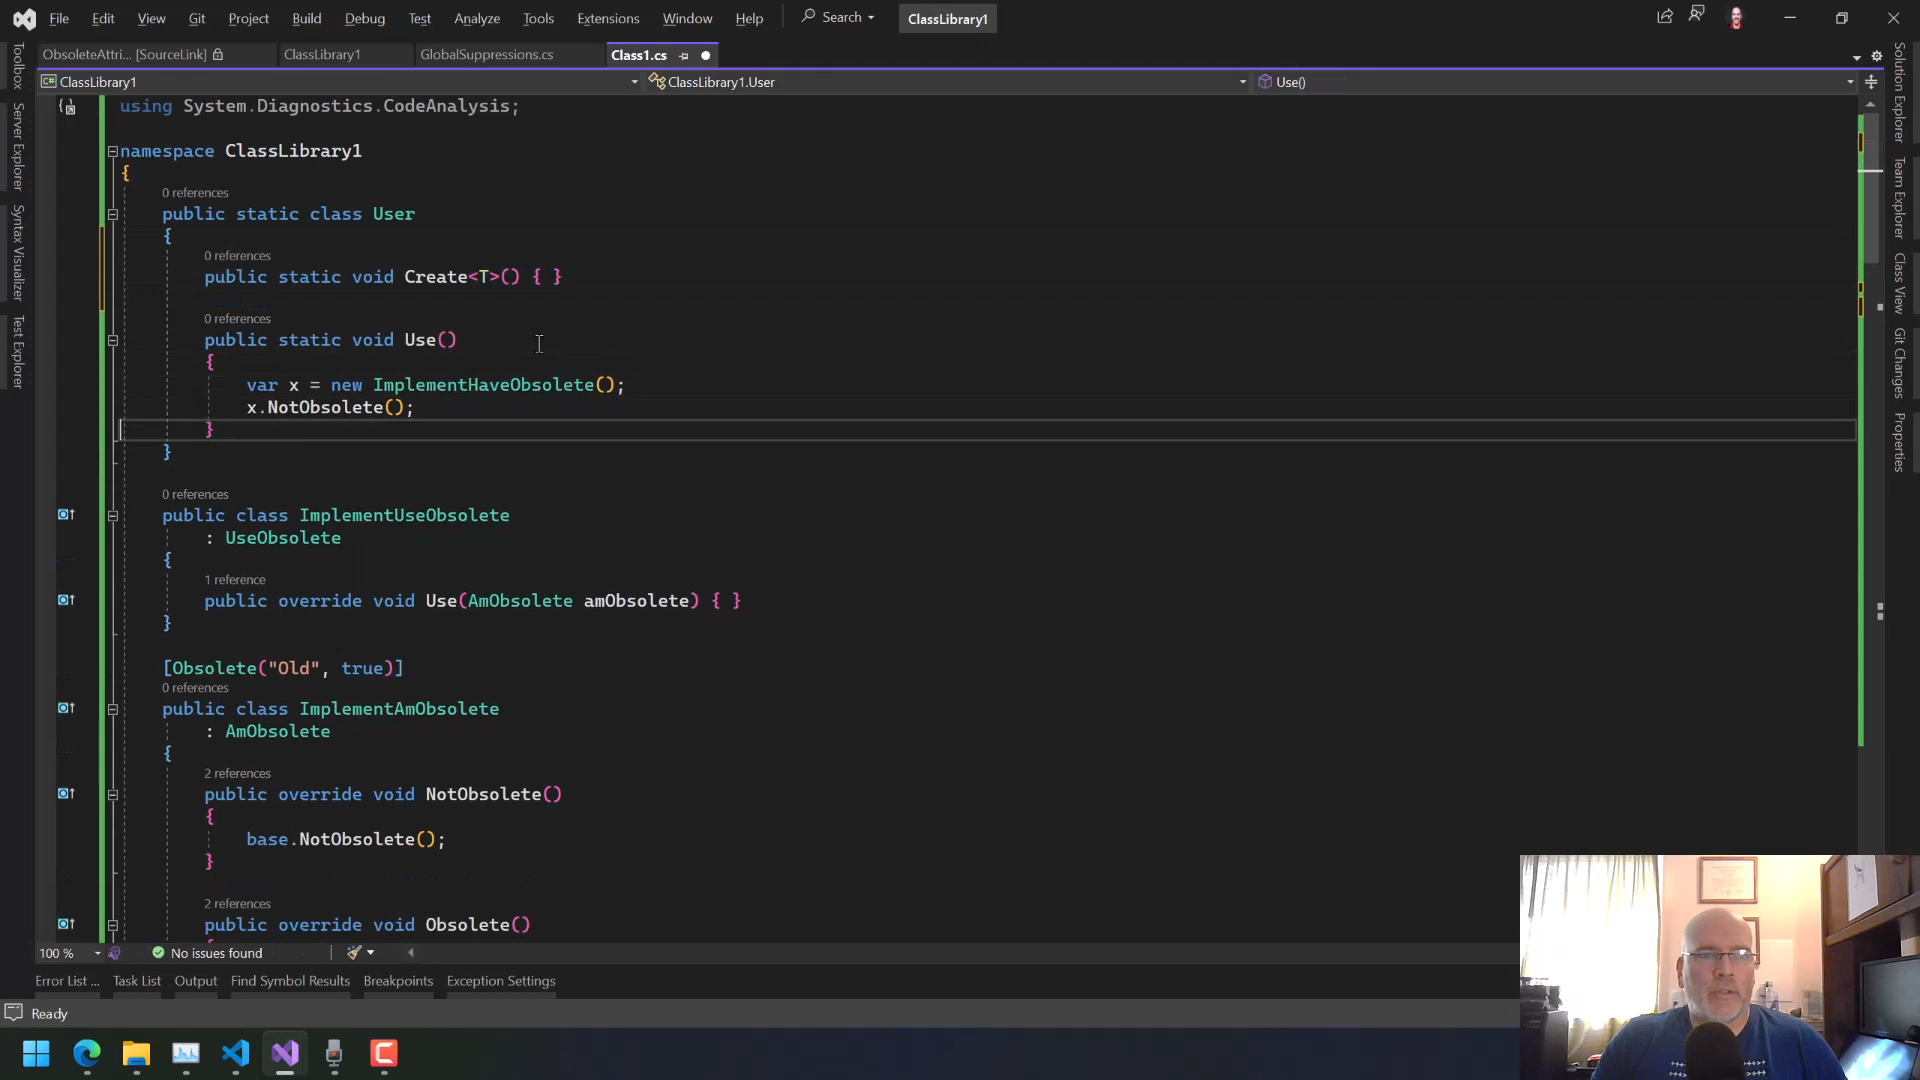 File Edit View Git Project Build Debug Test Analyze Tools Extensions Window Help Search ClassLibrary1
ObsoleteAttri... [SourceLink] ClassLibrary1 GlobalSuppressions.cs Class1.cs
ClassLibrary1 ClassLibrary1.User Use()
Toolbox
Server Explorer
Syntax Visualizer
Test Explorer
using System.Diagnostics.CodeAnalysis;
namespace ClassLibrary1
{
0 references
public static class User
{
0 references
public static void Create<T>() { }
0 references
public static void Use()
{
var x = new ImplementHaveObsolete();
x.NotObsolete();
}
}
0 references
public class ImplementUseObsolete
: UseObsolete
{
1 reference
public override void Use(AmObsolete amObsolete) { }
}
[Obsolete("Old", true)]
0 references
public class ImplementAmObsolete
: AmObsolete
{
2 references
public override void NotObsolete()
{
base.NotObsolete();
}
2 references
public override void Obsolete()
Solution Explorer
Team Explorer
Class View
Git Changes
Properties
100 % No issues found
Error List ... Task List Output Find Symbol Results Breakpoints Exception Settings
Ready